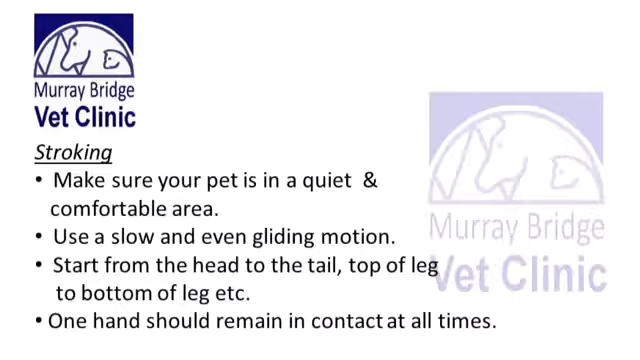 Murray Bridge
Vet Clinic
Stroking
• Make sure your pet is in a quiet &
comfortable area.
• Use a slow and even gliding motion.
• Start from the head to the tail, top of leg
to bottom of leg etc.
• One hand should remain in contact at all times.
Murray Bridge
Vet Clinic